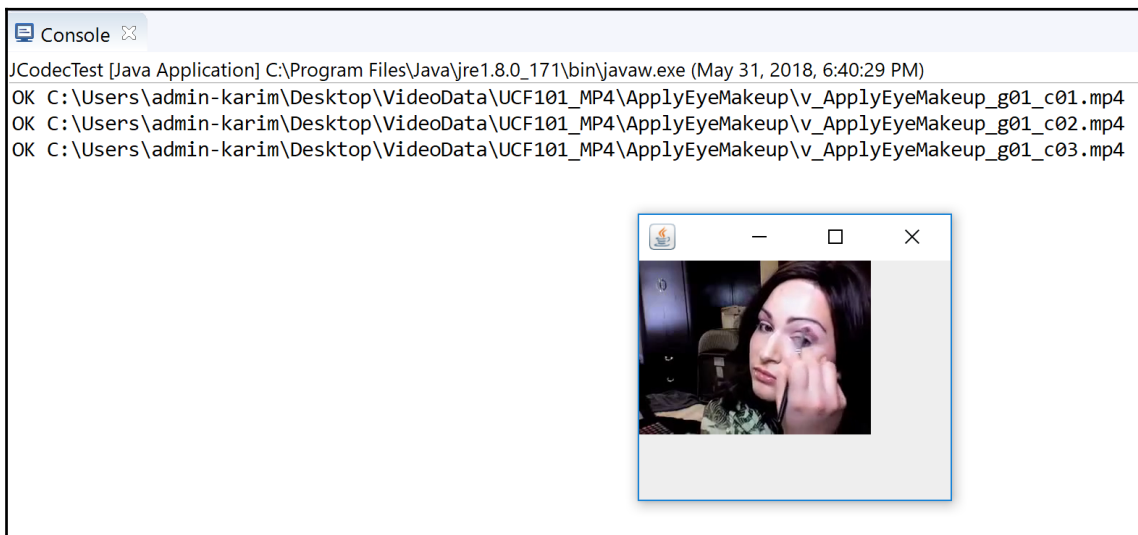 Console
JCodecTest [Java Application] C:\Program Files\Java\jre1.8.0_171\bin\javaw.exe (May 31, 2018, 6:40:29 PM)
OK C:\Users\admin-karim\Desktop\VideoData\UCF101_MP4\ApplyEyeMakeup\v_ApplyEyeMakeup_g01_c01.mp4
OK C:\Users\admin-karim\Desktop\VideoData\UCF101_MP4\ApplyEyeMakeup\v_ApplyEyeMakeup_g01_c02.mp4
OK C:\Users\admin-karim\Desktop\VideoData\UCF101_MP4\ApplyEyeMakeup\v_ApplyEyeMakeup_g01_c03.mp4